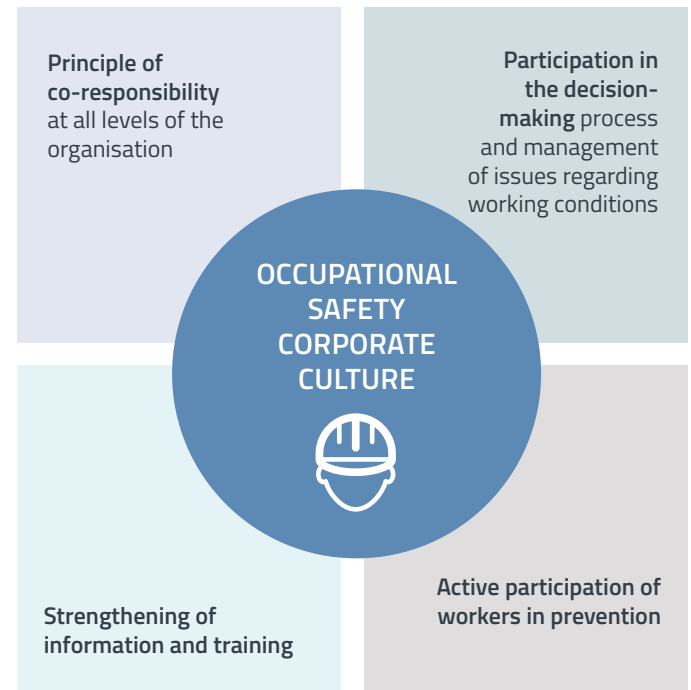 Principle of
co-responsibility
at all levels of the
organisation
Participation in
the decision-
making process
and management
of issues regarding
working conditions
OCCUPATIONAL
SAFETY
CORPORATE
CULTURE
Strengthening of
information and training
Active participation of
workers in prevention